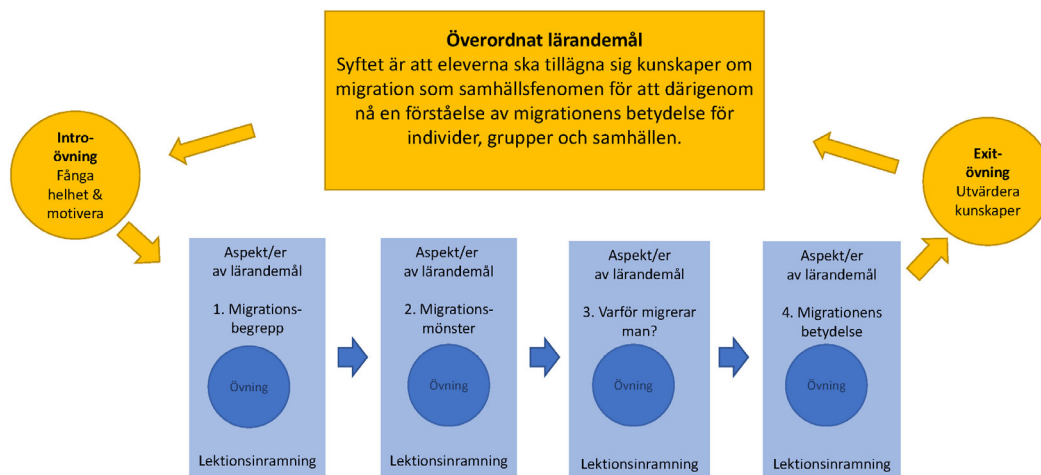 Överordnat lärandemål
Syftet är att eleverna ska tillägna sig kunskaper om
migration som samhällsfenomen för att därigenom
nå en förståelse av migrationens betydelse för
individer, grupper och samhällen.
Intro-
övning
Fånga
helhet &
motivera
Exit-
övning
Utvärdera
kunskaper
Aspekt/er
av lärandemål
1. Migrations-
begrepp
Övning
Lektionsinramning
Aspekt/er
av lärandemål
2. Migrations-
mönster
Övning
Lektionsinramning
Aspekt/er
av lärandemål
3. Varför migrerar
man?
Övning
Lektionsinramning
Aspekt/er
av lärandemål
4. Migrationens
betydelse
Övning
Lektionsinramning